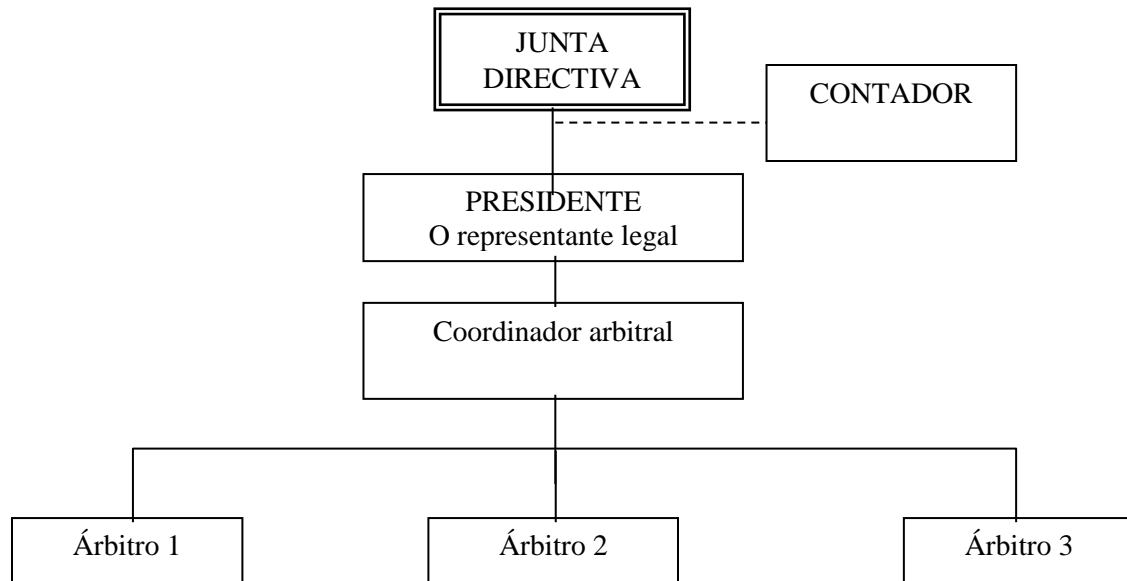 JUNTA
DIRECTIVA
CONTADOR
PRESIDENTE
O representante legal
Coordinador arbitral
Árbitro 1
Árbitro 2
Árbitro 3